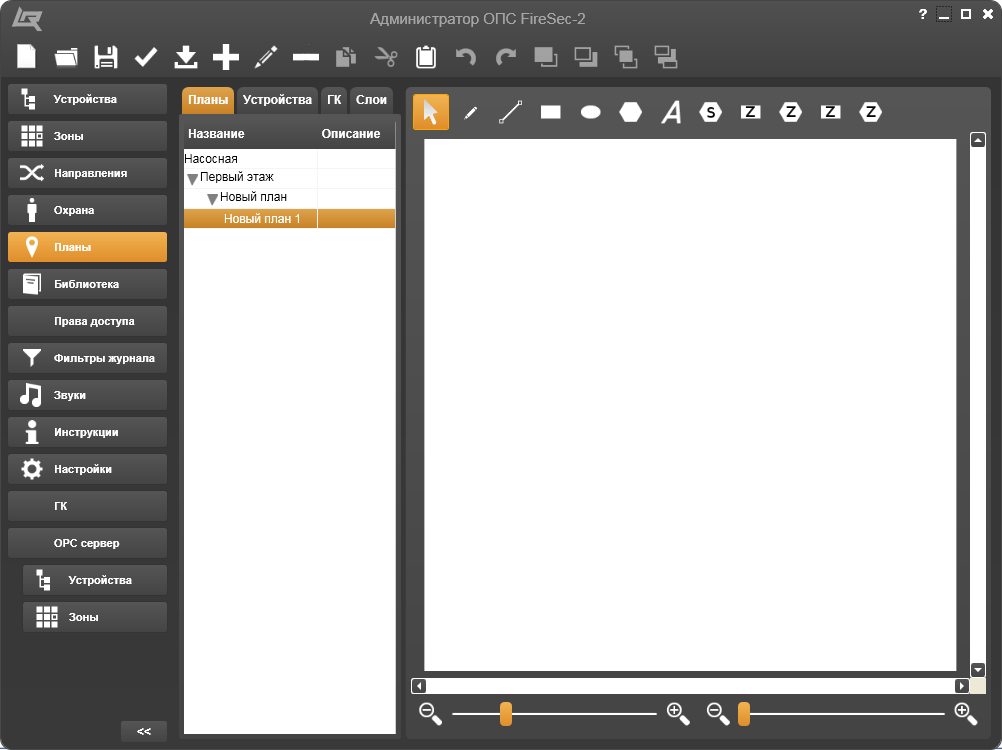 Администратор ОПС FireSec-2
?
Устройства
Зоны
Направления
Охрана
Планы
Библиотека
Права доступа
Фильтры журнала
Звуки
Инструкции
Настройки
ГК
OPC сервер
Устройства
Зоны
<<
Планы Устройства ГК Слои
Название Описание
Насосная
Первый этаж
Новый план
Новый план 1
A S Z Z Z Z